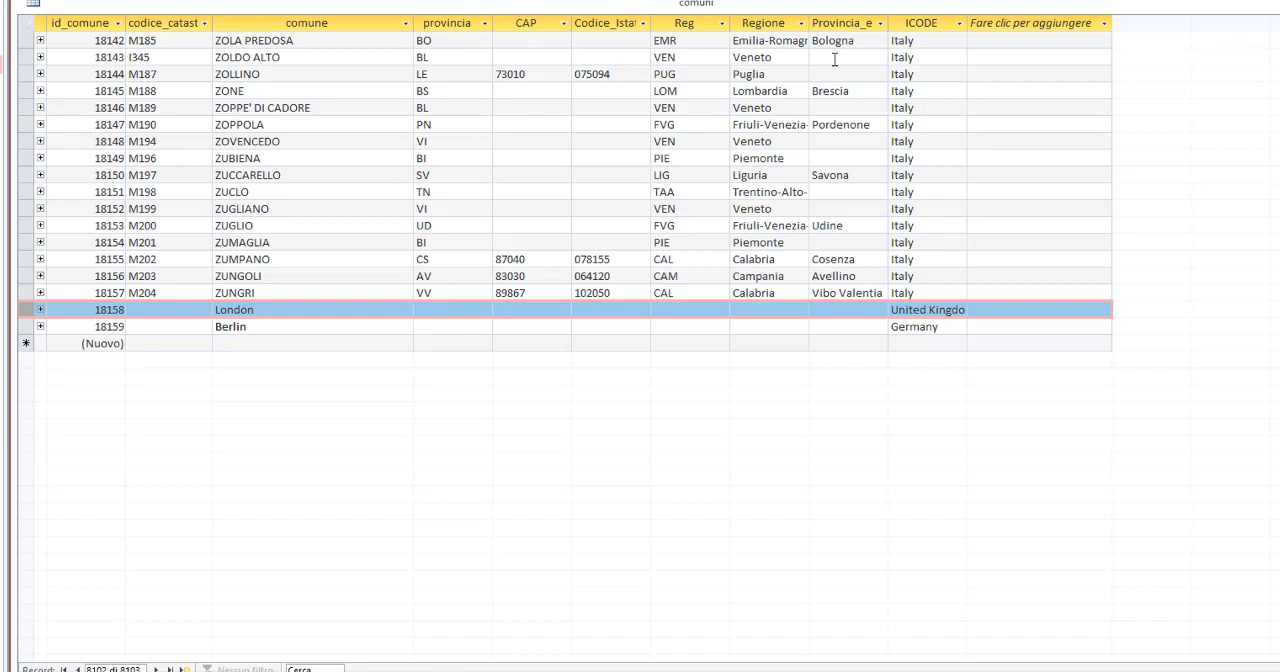 comuni
id_comune codice_catast comune provincia CAP Codice_Istat Reg Regione Provincia_e ICODE Fare clic per aggiungere
18142 M185 ZOLA PREDOSA BO EMR Emilia-Romagr Bologna Italy
18143 I345 ZOLDO ALTO BL VEN Veneto Italy
18144 M187 ZOLLINO LE 73010 075094 PUG Puglia Italy
18145 M188 ZONE BS LOM Lombardia Brescia Italy
18146 M189 ZOPPE' DI CADORE BL VEN Veneto Italy
18147 M190 ZOPPOLA PN FVG Friuli-Venezia- Pordenone Italy
18148 M194 ZOVENCEDO VI VEN Veneto Italy
18149 M196 ZUBIENA BI PIE Piemonte Italy
18150 M197 ZUCCARELLO SV LIG Liguria Savona Italy
18151 M198 ZUCLO TN TAA Trentino-Alto- Italy
18152 M199 ZUGLIANO VI VEN Veneto Italy
18153 M200 ZUGLIO UD FVG Friuli-Venezia- Udine Italy
18154 M201 ZUMAGLIA BI PIE Piemonte Italy
18155 M202 ZUMPANO CS 87040 078155 CAL Calabria Cosenza Italy
18156 M203 ZUNGOLI AV 83030 064120 CAM Campania Avellino Italy
18157 M204 ZUNGRI VV 89867 102050 CAL Calabria Vibo Valentia Italy
18158 London United Kingdo
18159 Berlin Germany
(Nuovo)
Record: 8102 di 8103 Nessun filtro Cerca